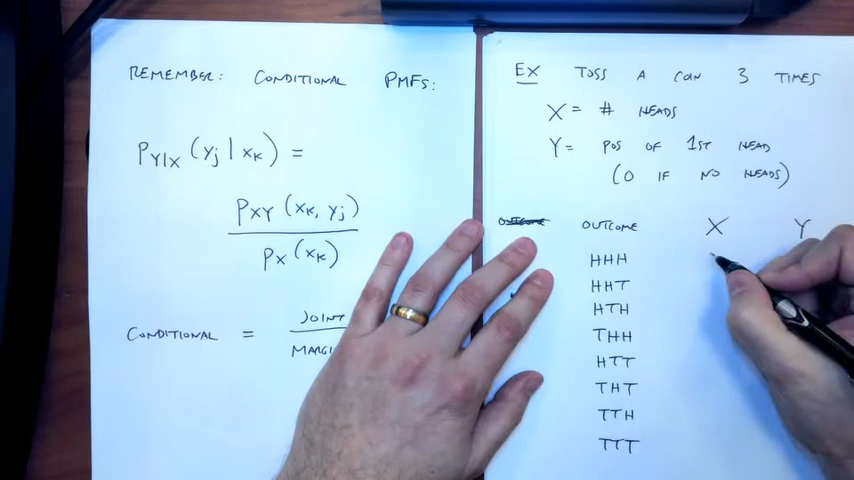 REMEMBER: CONDITIONAL PMFs:
PY|X (yj | xk) =
PXY (xk, yj)
PX (xk)
CONDITIONAL = JOINT
EX TOSS A COIN 3 TIMES
X = # HEADS
Y = POS OF 1ST HEAD
(0 IF NO HEADS)
OUTCOME X Y
HHH
HHT
HTH
THH
HTT
THT
TTH
TTT